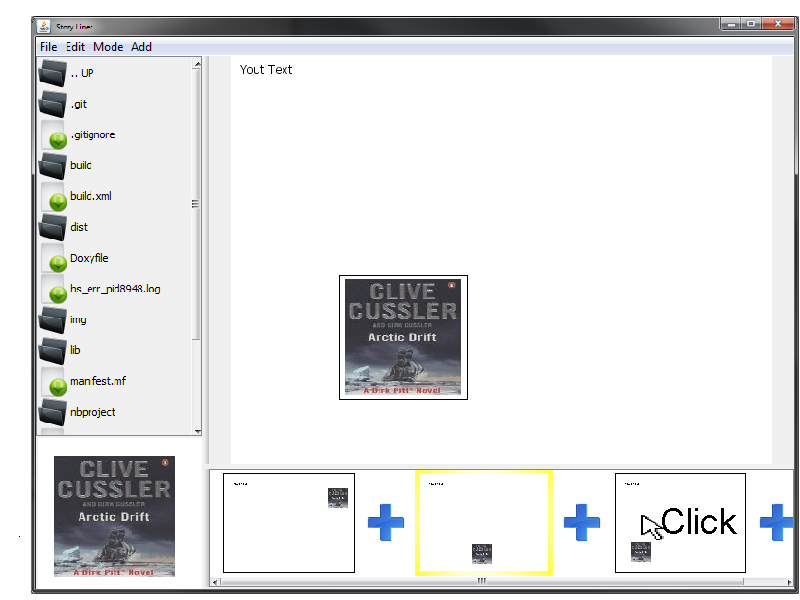 Story Liner
File Edit Mode Add
.. UP
.git
.gitignore
build
build.xml
dist
Doxyfile
hs_err_pid8948.log
img
lib
manifest.mf
nbproject
Yout Text
CLIVE
CUSSLER
AND DIRK CUSSLER
Arctic Drift
A Dirk Pitt® Novel
CLIVE
CUSSLER
AND DIRK CUSSLER
Arctic Drift
A Dirk Pitt® Novel
Click